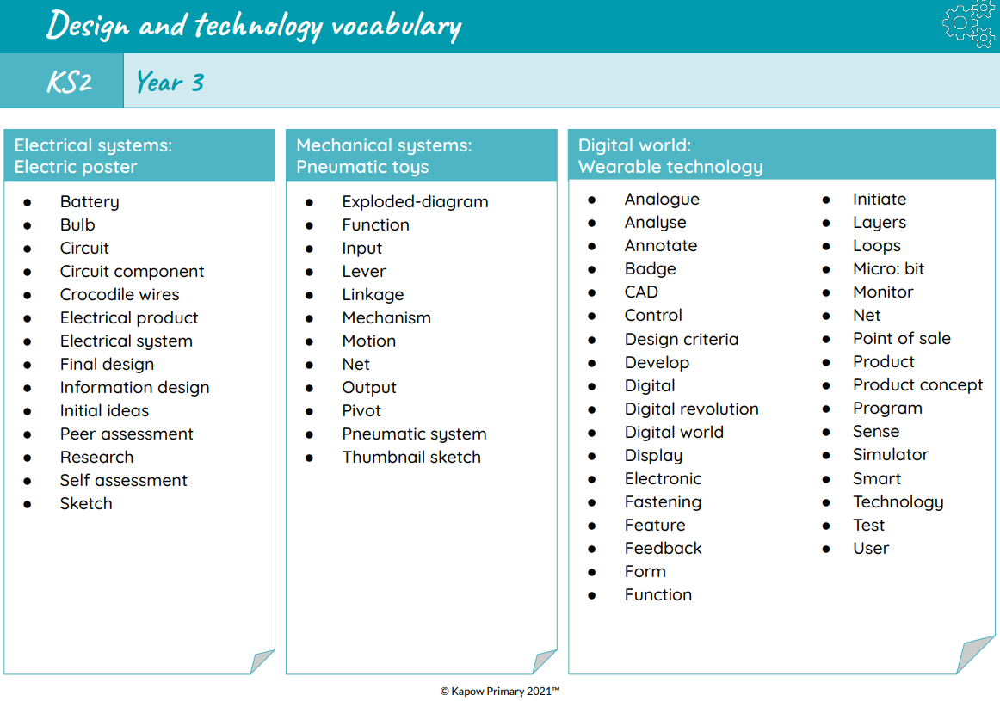 Design and technology vocabulary
KS2
Year 3
Electrical systems:
Electric poster
● Battery
● Bulb
● Circuit
● Circuit component
● Crocodile wires
● Electrical product
● Electrical system
● Final design
● Information design
● Initial ideas
● Peer assessment
● Research
● Self assessment
● Sketch
Mechanical systems:
Pneumatic toys
● Exploded-diagram
● Function
● Input
● Lever
● Linkage
● Mechanism
● Motion
● Net
● Output
● Pivot
● Pneumatic system
● Thumbnail sketch
Digital world:
Wearable technology
● Analogue
● Analyse
● Annotate
● Badge
● CAD
● Control
● Design criteria
● Develop
● Digital
● Digital revolution
● Digital world
● Display
● Electronic
● Fastening
● Feature
● Feedback
● Form
● Function
● Initiate
● Layers
● Loops
● Micro: bit
● Monitor
● Net
● Point of sale
● Product
● Product concept
● Program
● Sense
● Simulator
● Smart
● Technology
● Test
● User
© Kapow Primary 2021™